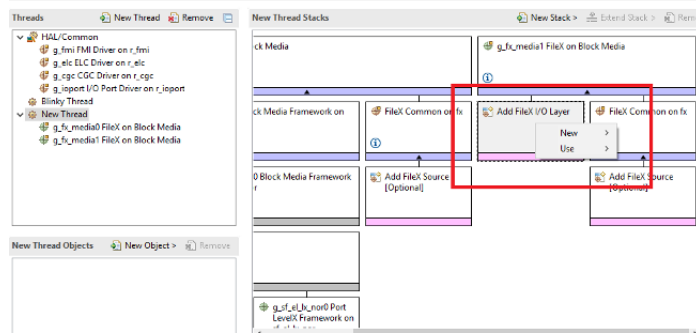 Threads
New Thread
Remove
HAL/Common
g_fmi FMI Driver on r_fmi
g_elc ELC Driver on r_elc
g_cgc CGC Driver on r_cgc
g_ioport I/O Port Driver on r_ioport
Blinky Thread
New Thread
g_fx_media0 FileX on Block Media
g_fx_media1 FileX on Block Media
New Thread Objects
New Object >
Remove
New Thread Stacks
New Stack >
Extend Stack >
Rem
ck Media
g_fx_media1 FileX on Block Media
ck Media Framework on
FileX Common on fx
Add FileX I/O Layer
FileX Common on fx
New >
Use >
0 Block Media Framework
r
Add FileX Source
[Optional]
Add FileX Source
[Optional]
g_sf_el_lx_nor0 Port
LevelX Framework on